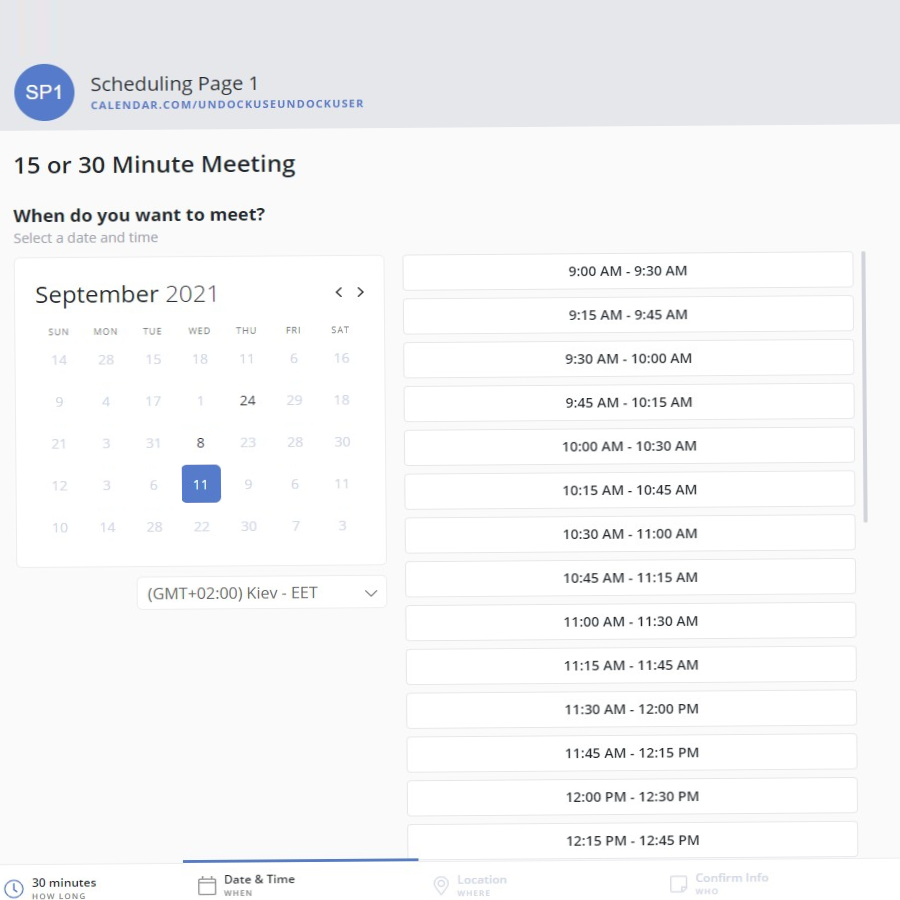 SP1
Scheduling Page 1
CALENDAR.COM/UNDOCKUSEUNDOCKUSER
15 or 30 Minute Meeting
When do you want to meet?
Select a date and time
September 2021
SUN MON TUE WED THU FRI SAT
14 28 15 18 11 6 16
9 4 17 1 24 29 18
21 3 31 8 23 28 30
12 3 6 11 9 6 11
10 14 28 22 30 7 3
(GMT+02:00) Kiev - EET
9:00 AM - 9:30 AM
9:15 AM - 9:45 AM
9:30 AM - 10:00 AM
9:45 AM - 10:15 AM
10:00 AM - 10:30 AM
10:15 AM - 10:45 AM
10:30 AM - 11:00 AM
10:45 AM - 11:15 AM
11:00 AM - 11:30 AM
11:15 AM - 11:45 AM
11:30 AM - 12:00 PM
11:45 AM - 12:15 PM
12:00 PM - 12:30 PM
12:15 PM - 12:45 PM
30 minutes
HOW LONG
Date & Time
WHEN
Location
WHERE
Confirm Info
WHO